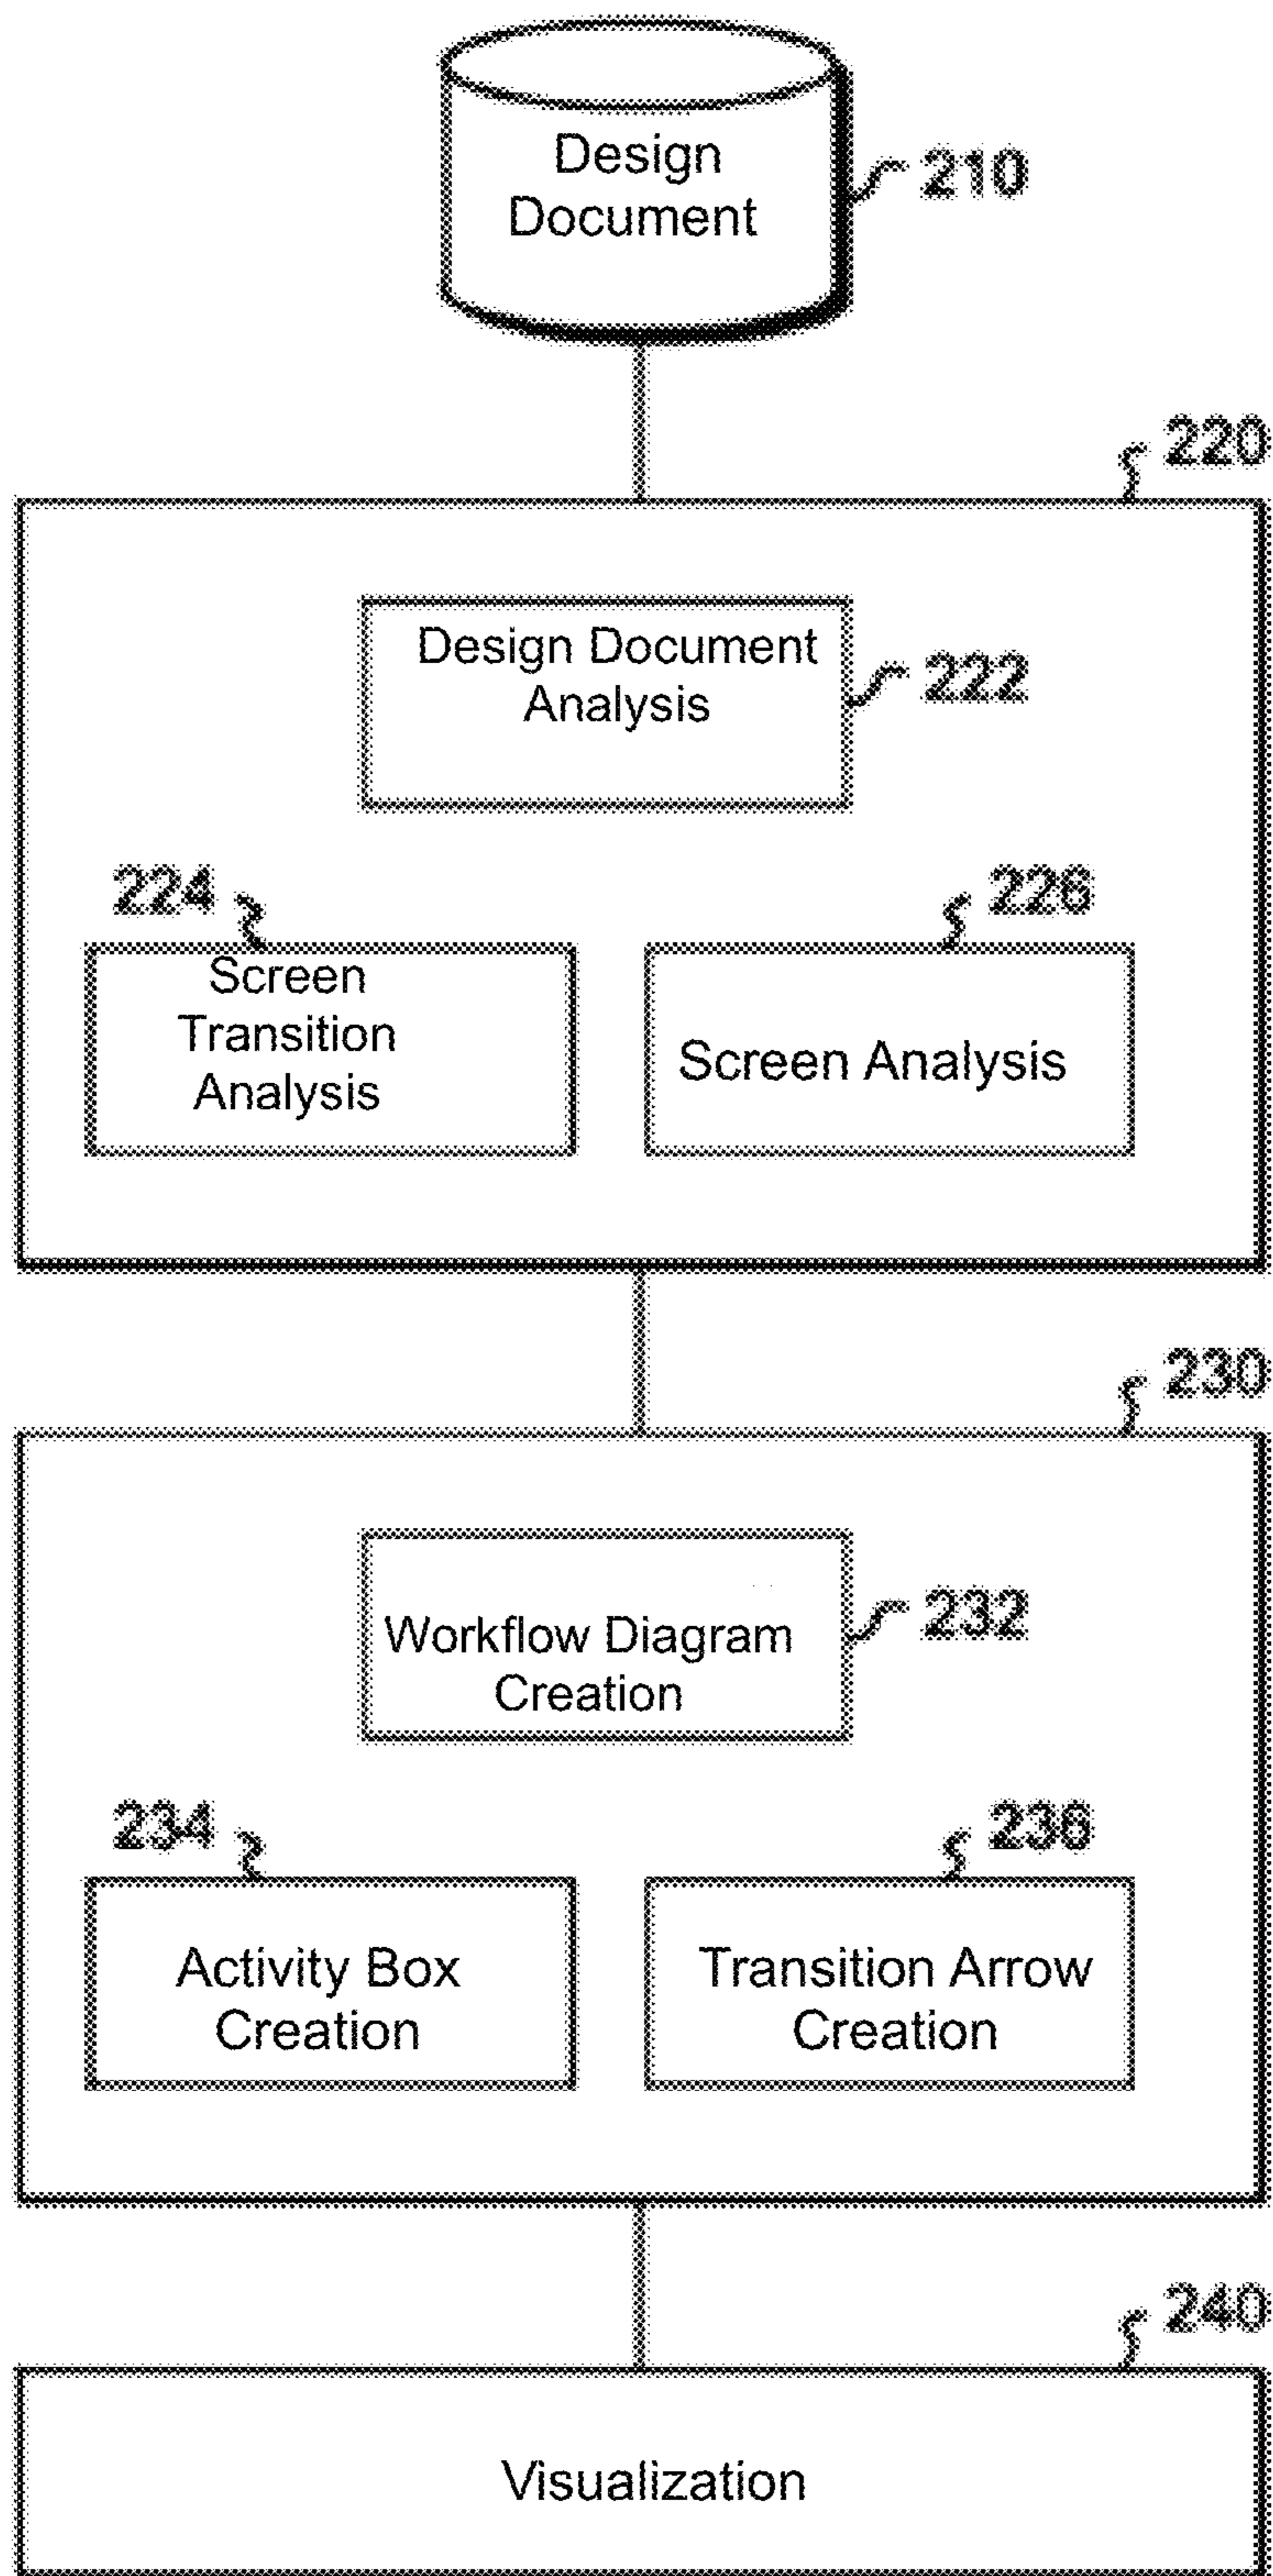 Design
Document
210
220
Design Document
Analysis
222
224
226
Screen
Transition
Analysis
Screen Analysis
230
Workflow Diagram
Creation
232
234
236
Activity Box
Creation
Transition Arrow
Creation
240
Visualization